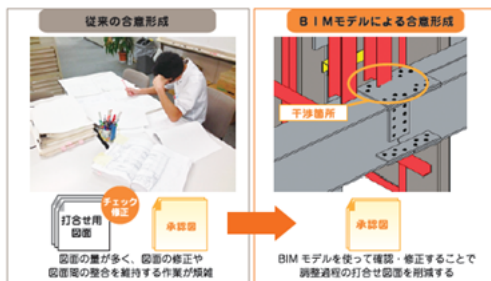 従来の合意形成
チェック
修正
打合せ用
図面
承認図
図面の量が多く、図面の修正や
図面間の整合を維持する作業が煩雑
BIMモデルによる合意形成
干渉箇所
承認図
BIM モデルを使って確認・修正することで
調整過程の打合せ図面を削減する